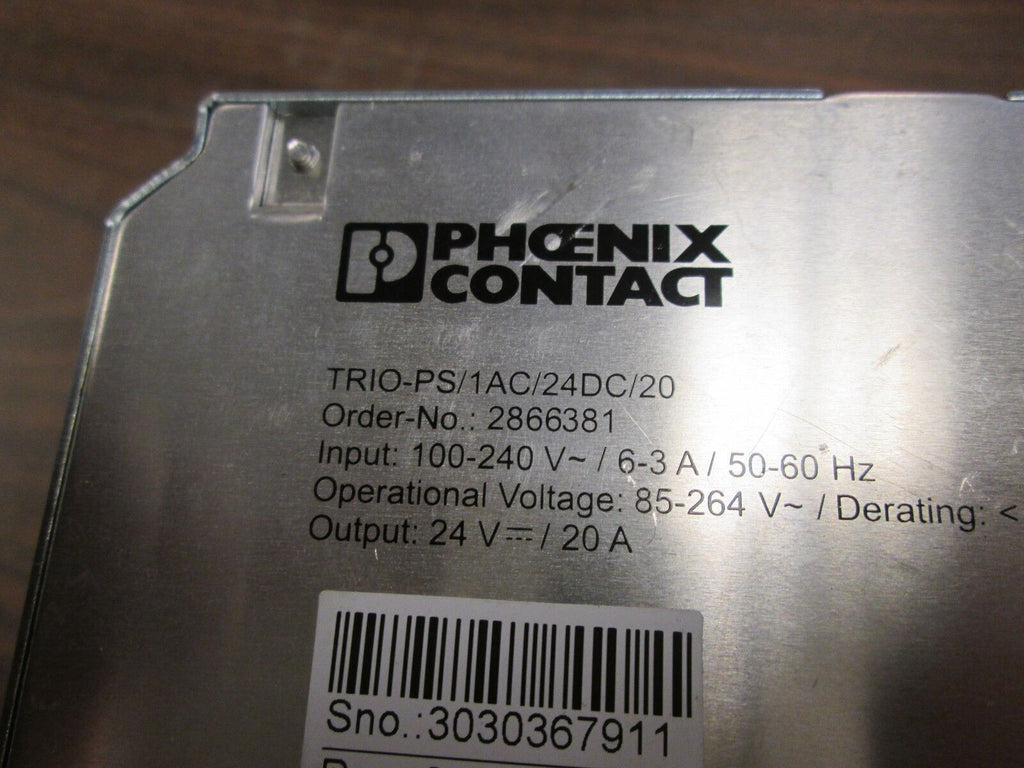 PHŒNIX
CONTACT
TRIO-PS/1AC/24DC/20
Order-No.: 2866381
Input: 100-240 V~ / 6-3 A / 50-60 Hz
Operational Voltage: 85-264 V~ / Derating: <
Output: 24 V⎓ / 20 A
Sno.:3030367911